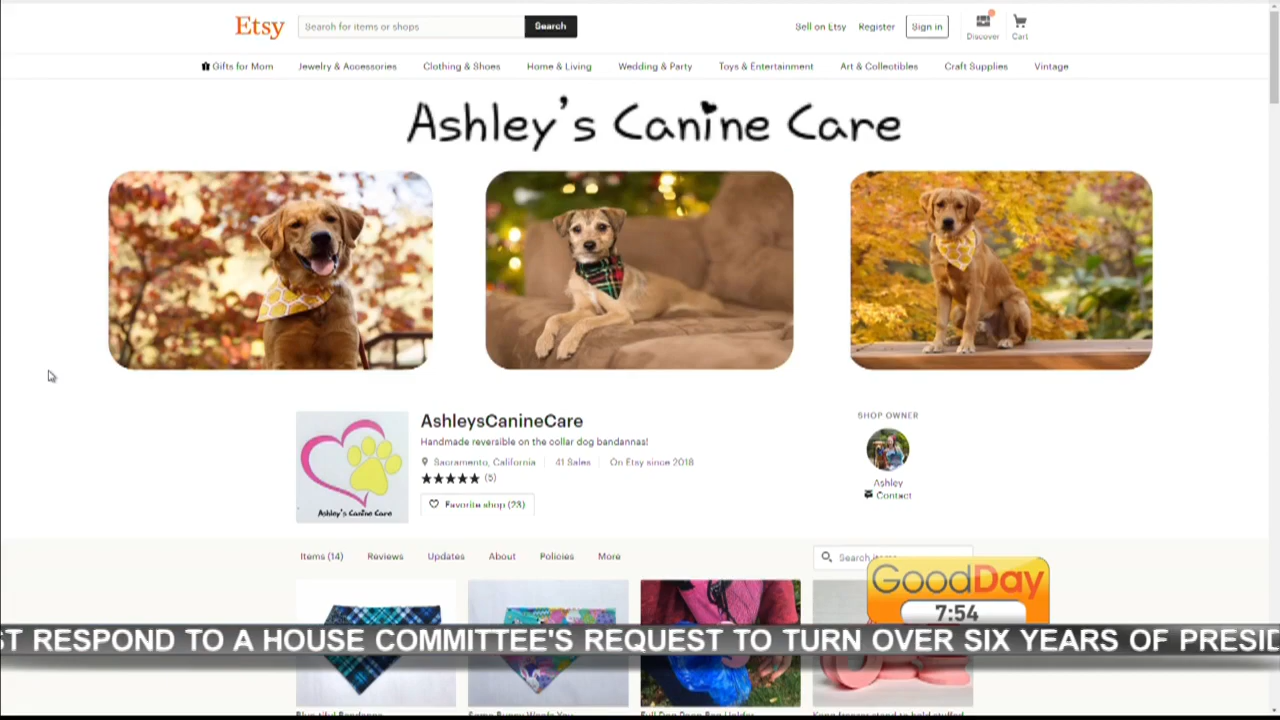 Etsy
Search for items or shops
Search
Sell on Etsy
Register
Sign in
Discover
Cart
Gifts for Mom
Jewelry & Accessories
Clothing & Shoes
Home & Living
Wedding & Party
Toys & Entertainment
Art & Collectibles
Craft Supplies
Vintage
Ashley's Canine Care
AshleysCanineCare
Handmade reversible on the collar dog bandannas!
Sacramento, California
41 Sales
On Etsy since 2018
(5)
Favorite shop (23)
Ashley's Canine Care
SHOP OWNER
Ashley
Contact
Items (14)
Reviews
Updates
About
Policies
More
Search items
GoodDay
7:54
ST RESPOND TO A HOUSE COMMITTEE'S REQUEST TO TURN OVER SIX YEARS OF PRESID